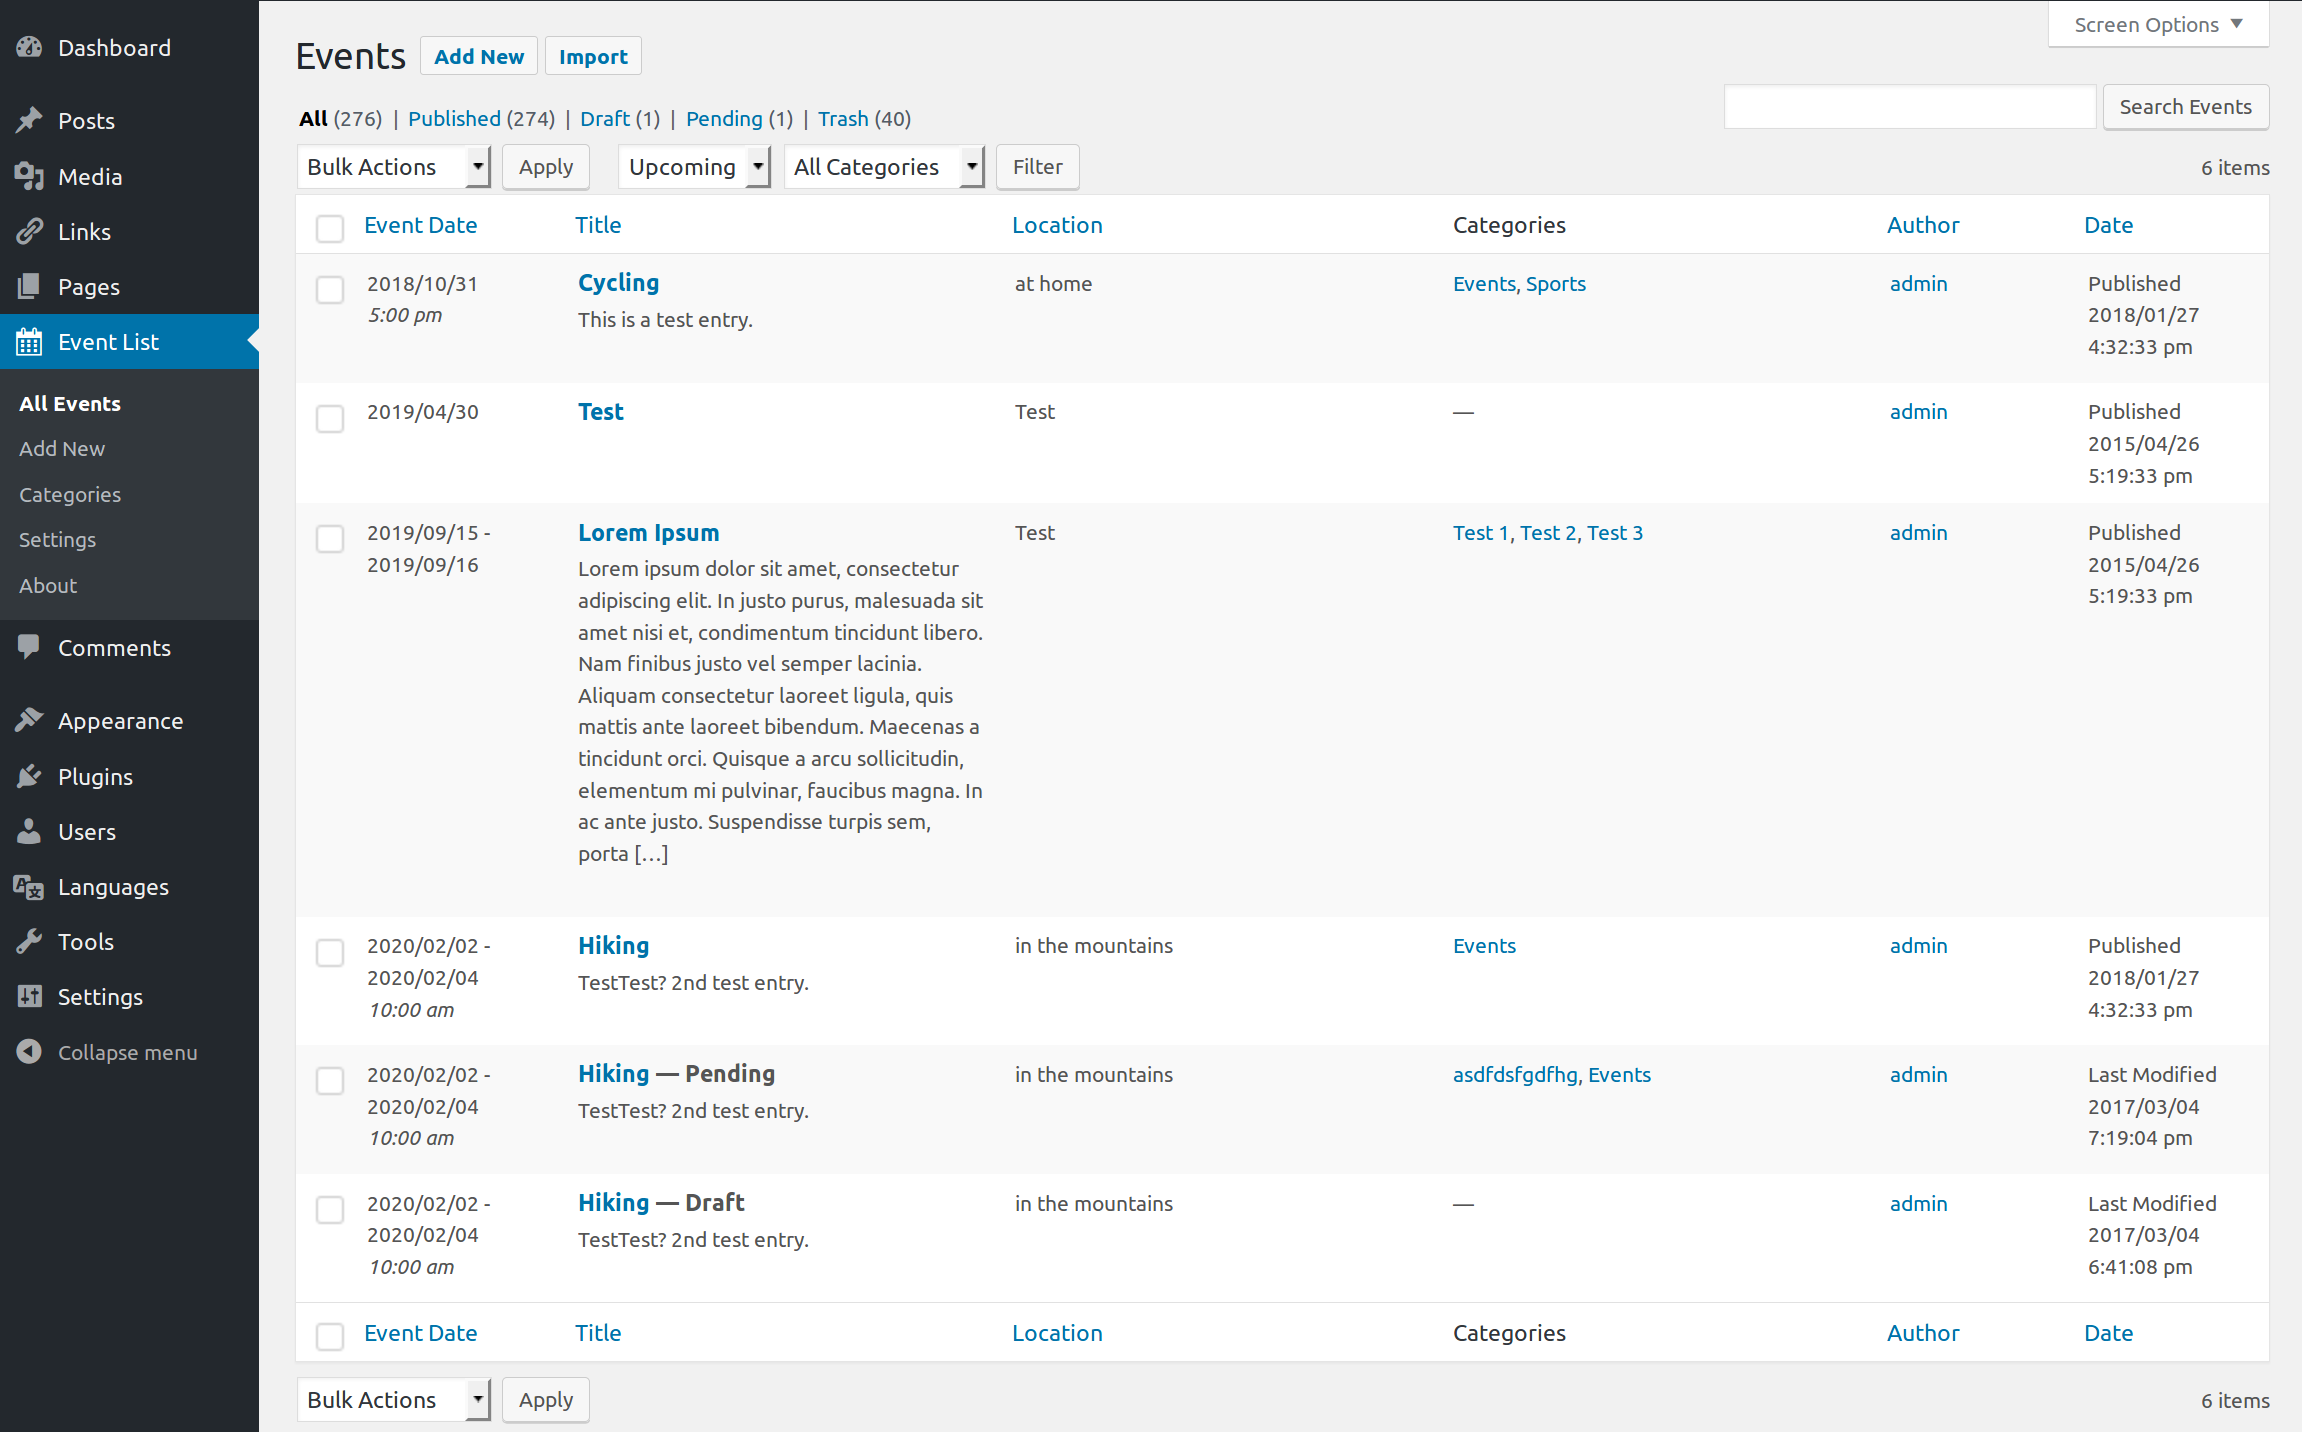 Dashboard
Posts
Media
Links
Pages
Event List
All Events
Add New
Categories
Settings
About
Comments
Appearance
Plugins
Users
Languages
Tools
Settings
Collapse menu
Screen Options
Events Add New Import
All (276) | Published (274) | Draft (1) | Pending (1) | Trash (40)
Search Events
Bulk Actions Apply Upcoming All Categories Filter 6 items
Event Date Title Location Categories Author Date
2018/10/31 Cycling at home Events, Sports admin Published
5:00 pm This is a test entry. 2018/01/27
4:32:33 pm
2019/04/30 Test Test — admin Published
2015/04/26
5:19:33 pm
2019/09/15 - Lorem Ipsum Test Test 1, Test 2, Test 3 admin Published
2019/09/16 Lorem ipsum dolor sit amet, consectetur 2015/04/26
adipiscing elit. In justo purus, malesuada sit 5:19:33 pm
amet nisi et, condimentum tincidunt libero.
Nam finibus justo vel semper lacinia.
Aliquam consectetur laoreet ligula, quis
mattis ante laoreet bibendum. Maecenas a
tincidunt orci. Quisque a arcu sollicitudin,
elementum mi pulvinar, faucibus magna. In
ac ante justo. Suspendisse turpis sem,
porta […]
2020/02/02 - Hiking in the mountains Events admin Published
2020/02/04 TestTest? 2nd test entry. 2018/01/27
10:00 am 4:32:33 pm
2020/02/02 - Hiking — Pending in the mountains asdfdsfgdfhg, Events admin Last Modified
2020/02/04 TestTest? 2nd test entry. 2017/03/04
10:00 am 7:19:04 pm
2020/02/02 - Hiking — Draft in the mountains — admin Last Modified
2020/02/04 TestTest? 2nd test entry. 2017/03/04
10:00 am 6:41:08 pm
Event Date Title Location Categories Author Date
Bulk Actions Apply 6 items